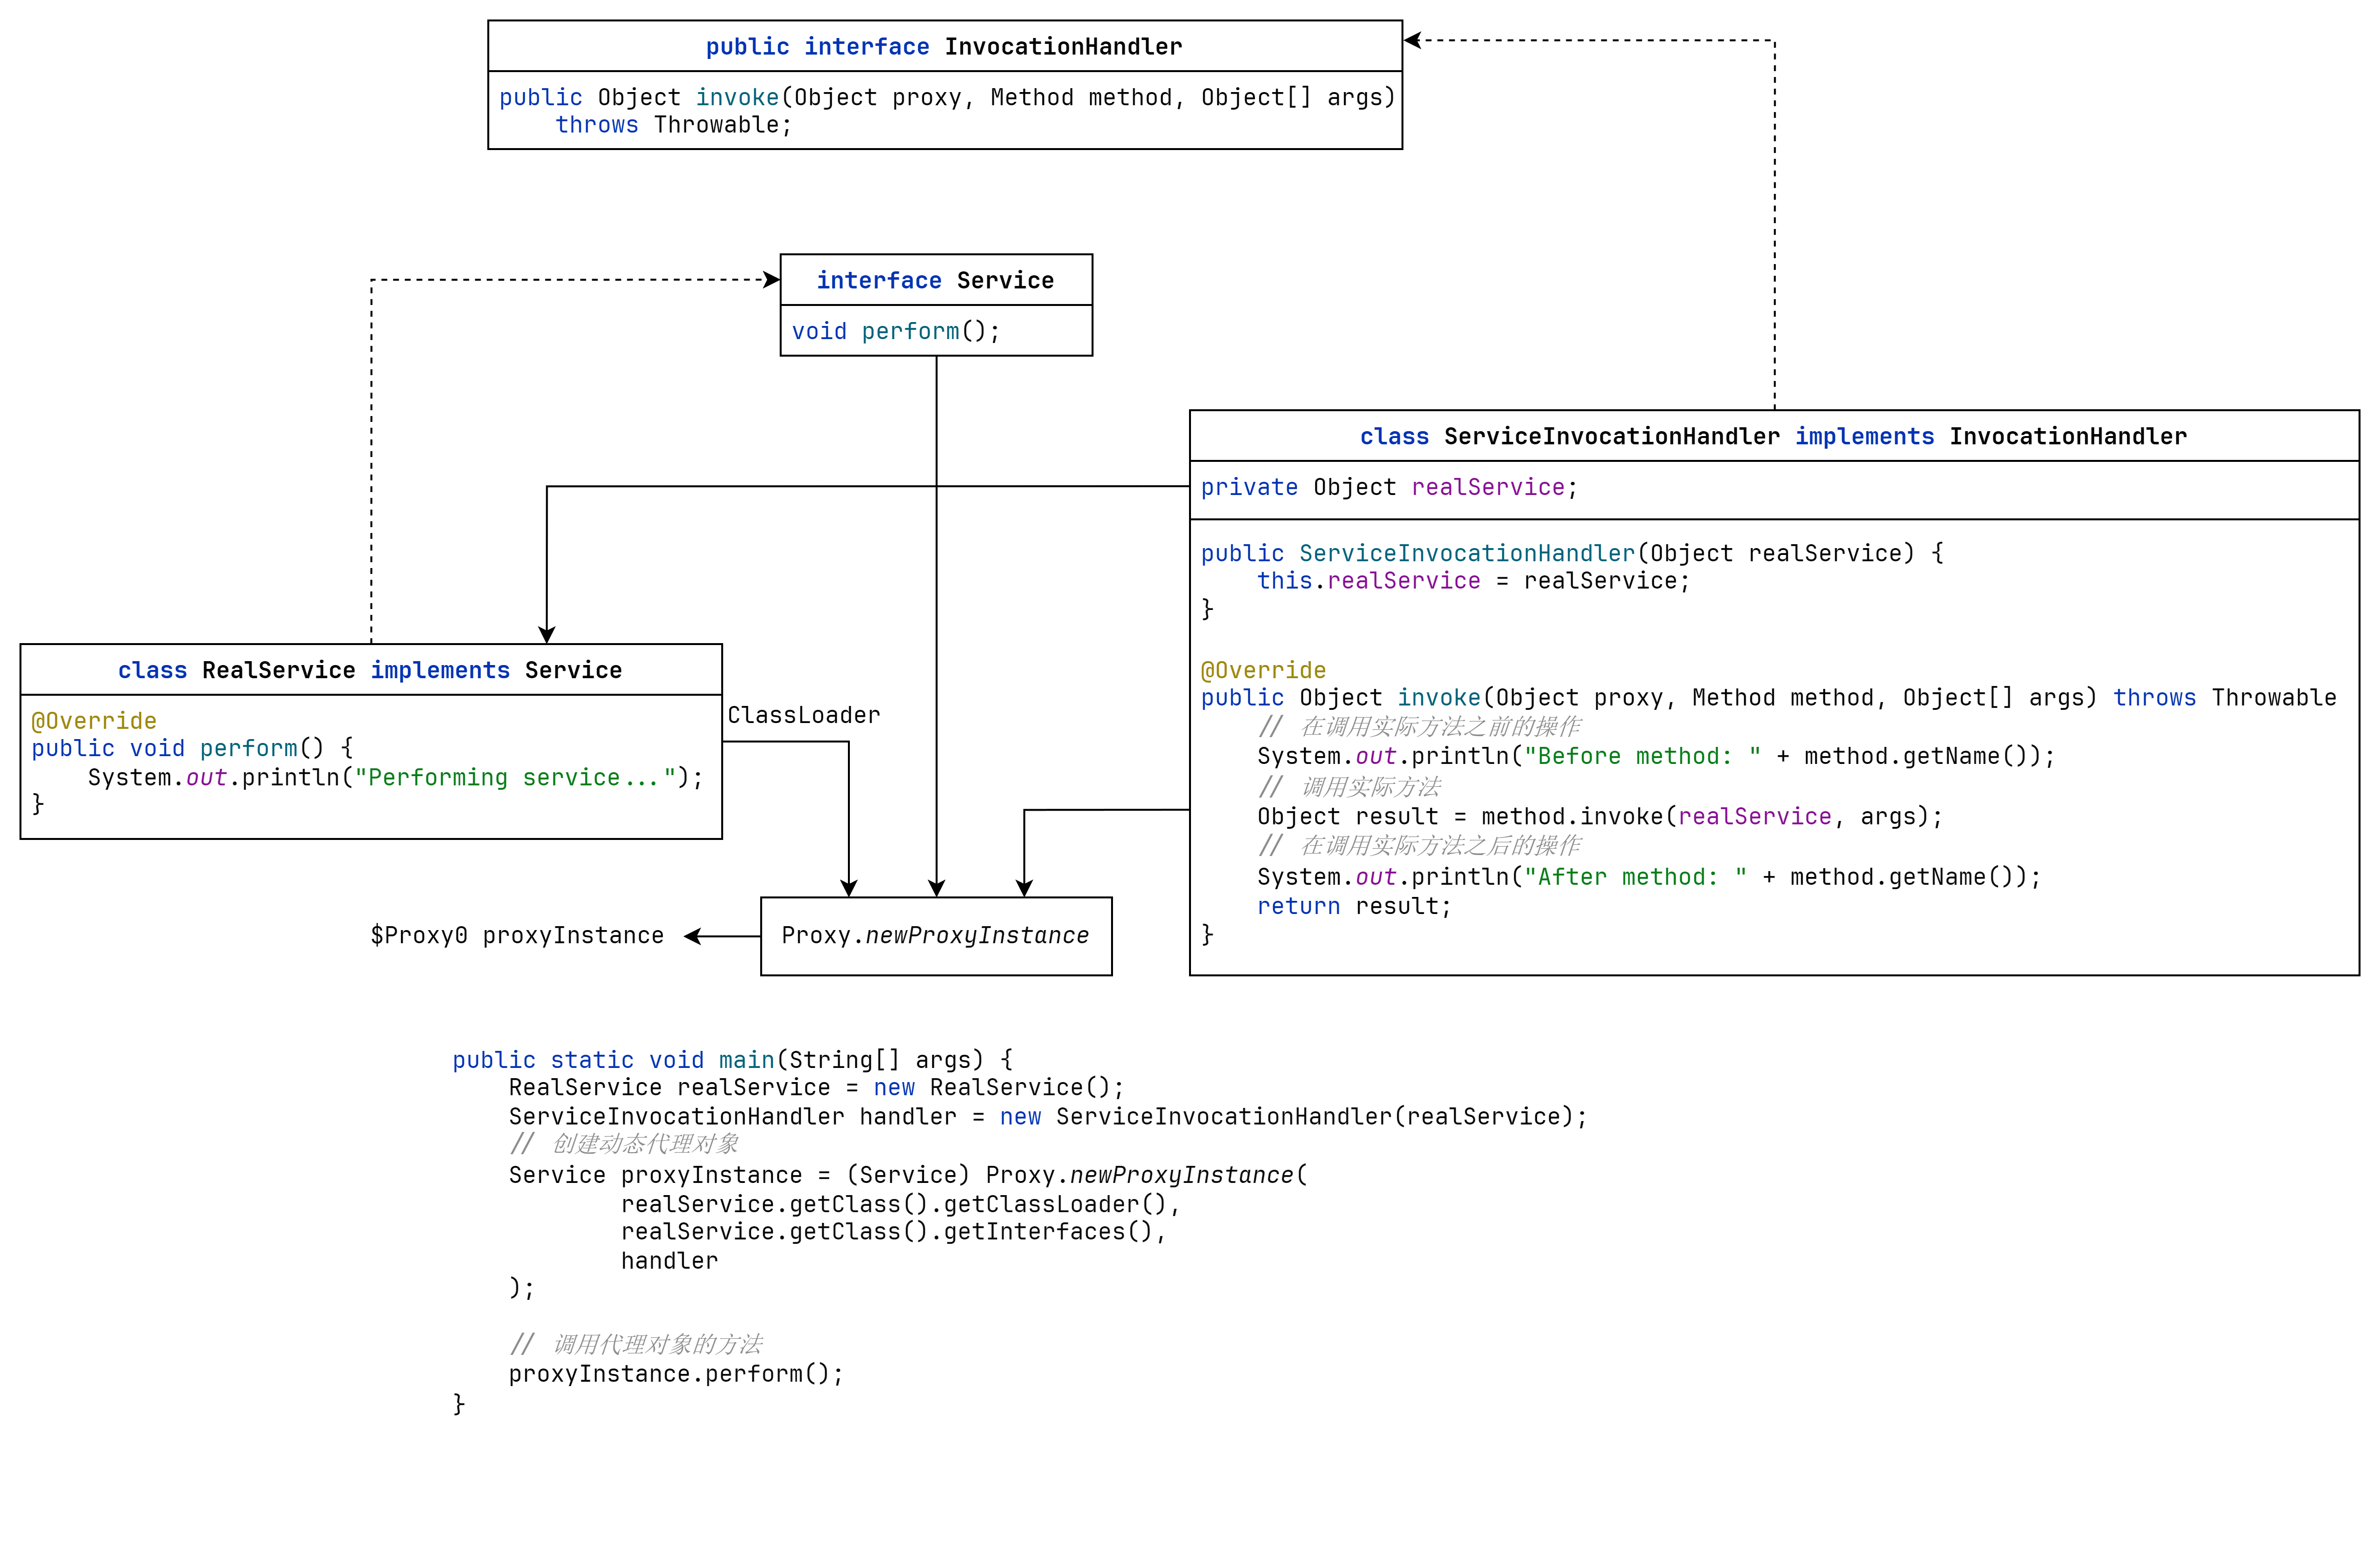 public interface InvocationHandler
public Object invoke(Object proxy, Method method, Object[] args)
    throws Throwable;
interface Service
void perform();
class ServiceInvocationHandler implements InvocationHandler
private Object realService;
public ServiceInvocationHandler(Object realService) {
    this.realService = realService;
}
@Override
public Object invoke(Object proxy, Method method, Object[] args) throws Throwable
    // 在调用实际方法之前的操作
    System.out.println("Before method: " + method.getName());
    // 调用实际方法
    Object result = method.invoke(realService, args);
    // 在调用实际方法之后的操作
    System.out.println("After method: " + method.getName());
    return result;
}
class RealService implements Service
@Override
public void perform() {
    System.out.println("Performing service...");
}
ClassLoader
$Proxy0 proxyInstance
Proxy.newProxyInstance
public static void main(String[] args) {
    RealService realService = new RealService();
    ServiceInvocationHandler handler = new ServiceInvocationHandler(realService);
    // 创建动态代理对象
    Service proxyInstance = (Service) Proxy.newProxyInstance(
            realService.getClass().getClassLoader(),
            realService.getClass().getInterfaces(),
            handler
    );
    // 调用代理对象的方法
    proxyInstance.perform();
}